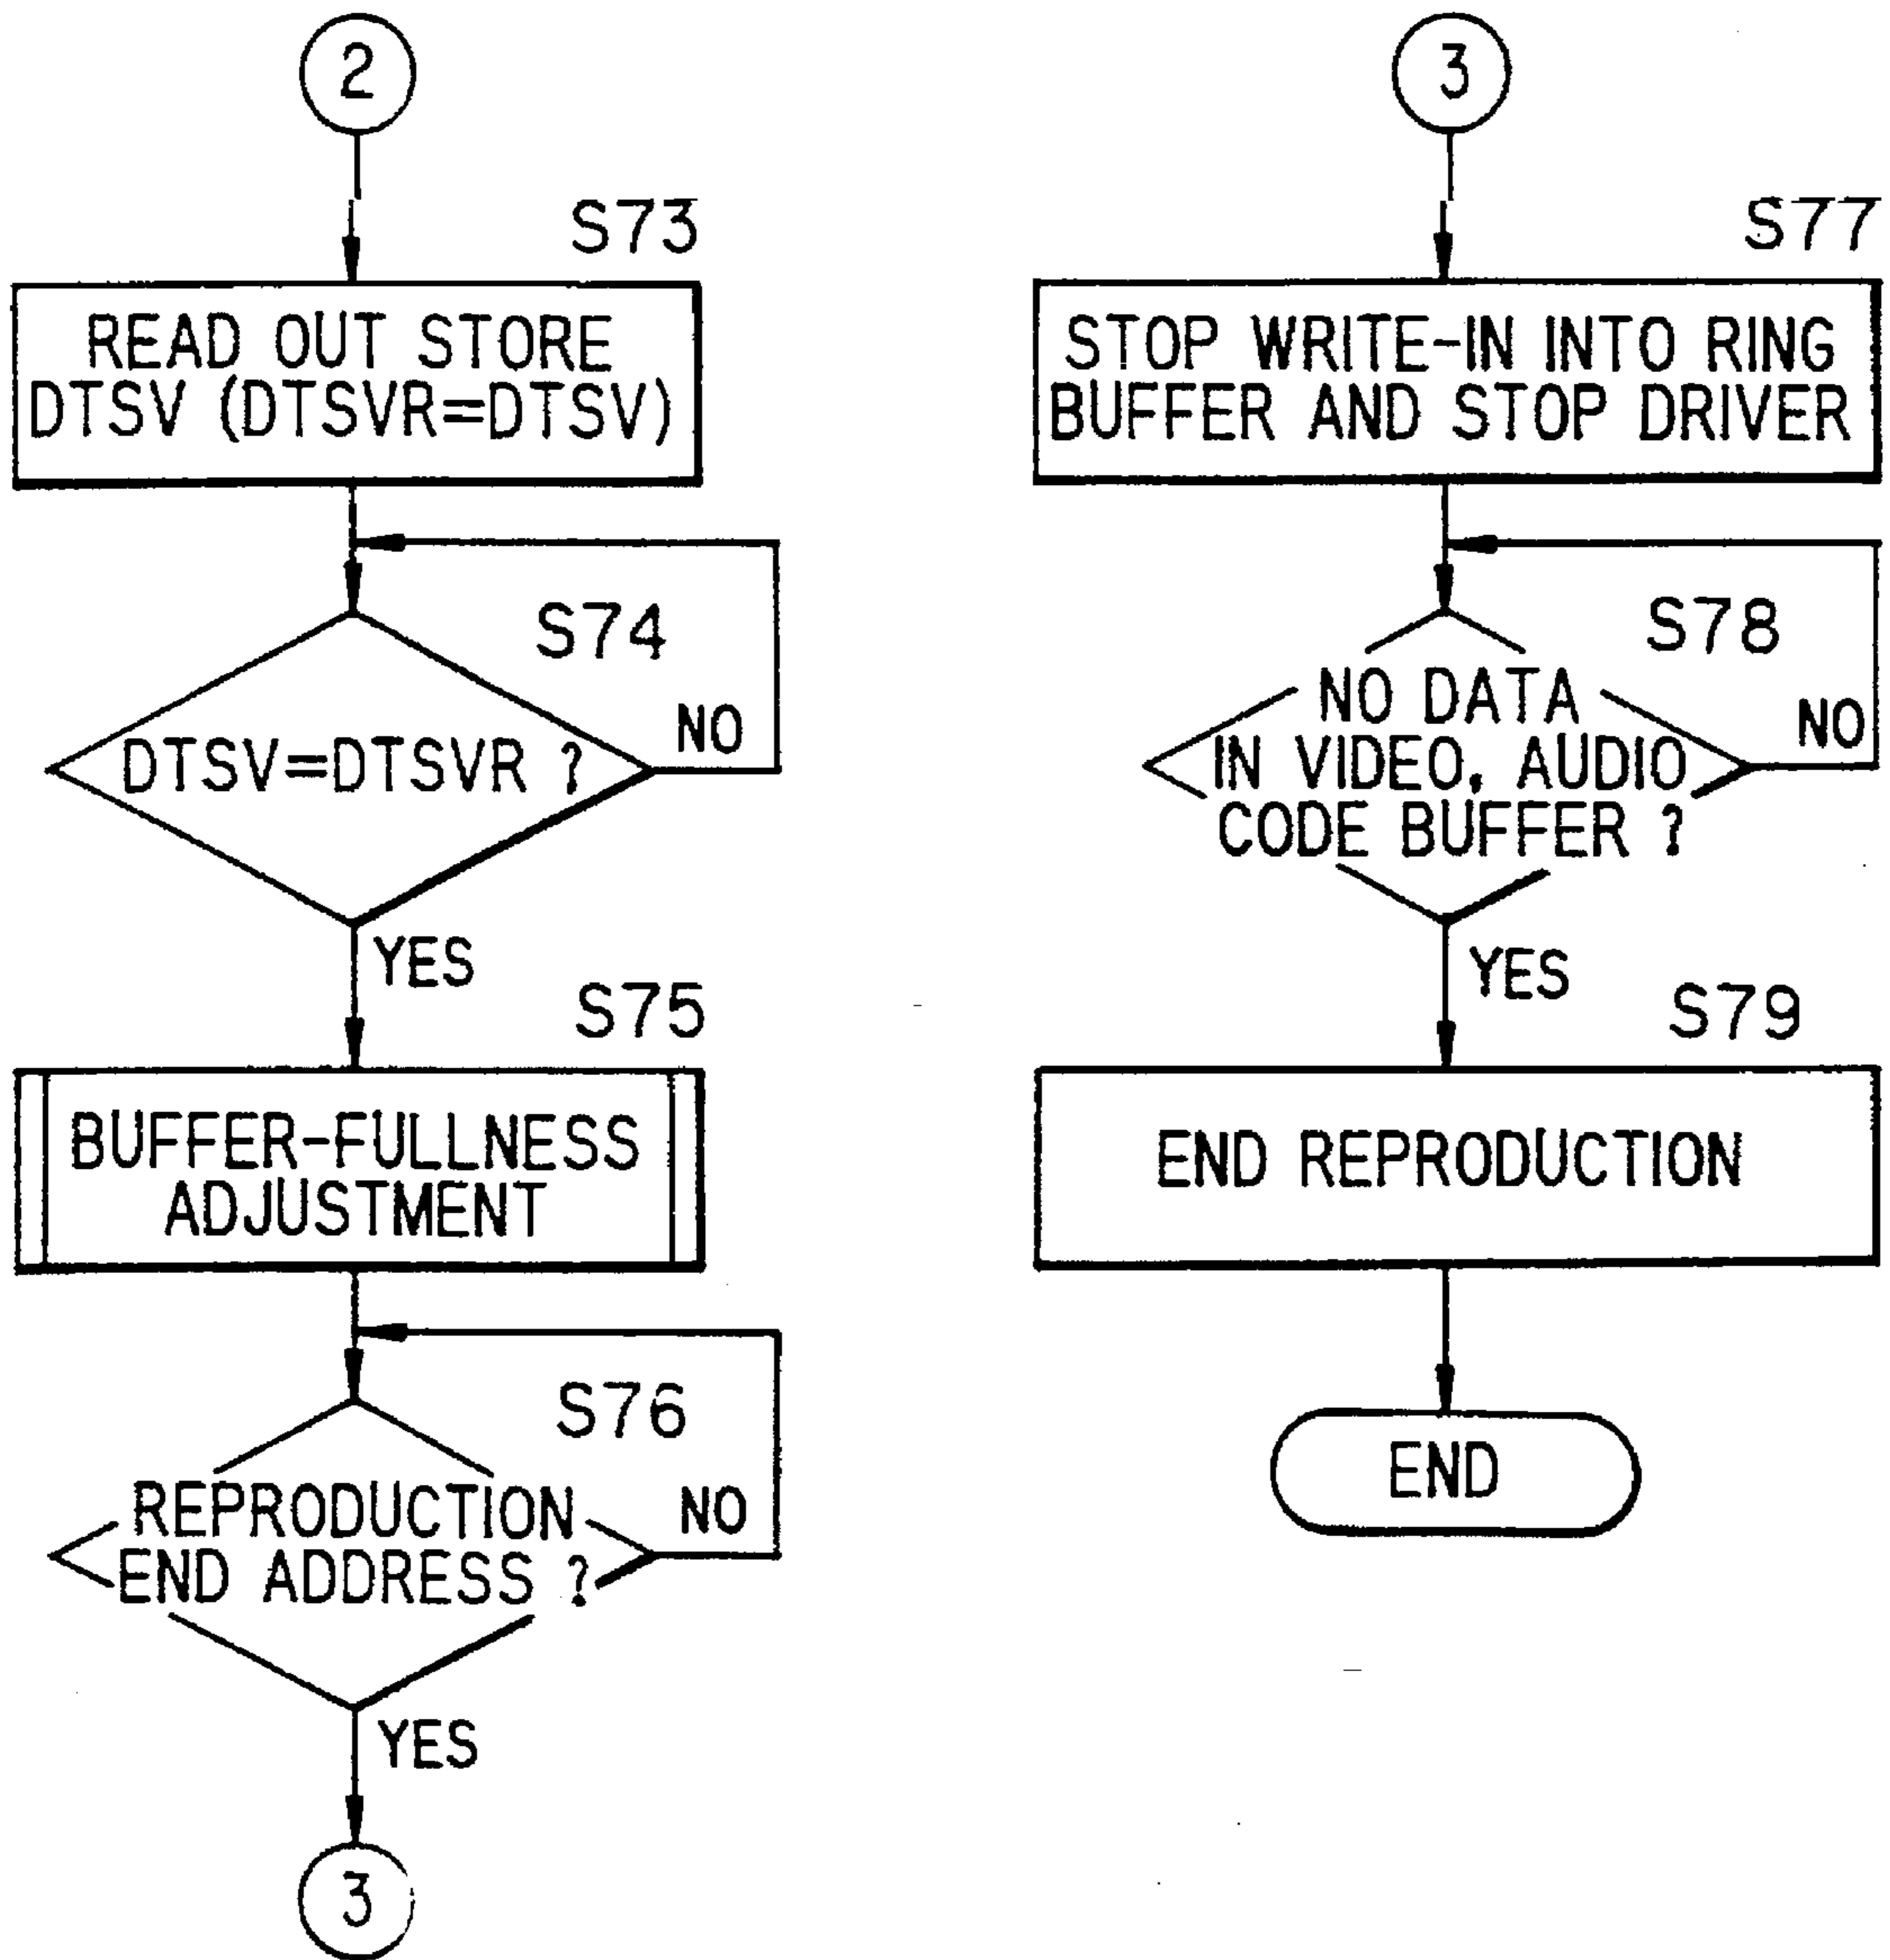 2
S73
READ OUT STORE
DTSV (DTSVR=DTSV)
S74
DTSV=DTSVR ?
NO
YES
S75
BUFFER-FULLNESS
ADJUSTMENT
S76
REPRODUCTION
END ADDRESS ?
NO
YES
3
3
S77
STOP WRITE-IN INTO RING
BUFFER AND STOP DRIVER
S78
NO DATA
IN VIDEO, AUDIO
CODE BUFFER ?
NO
YES
S79
END REPRODUCTION
END